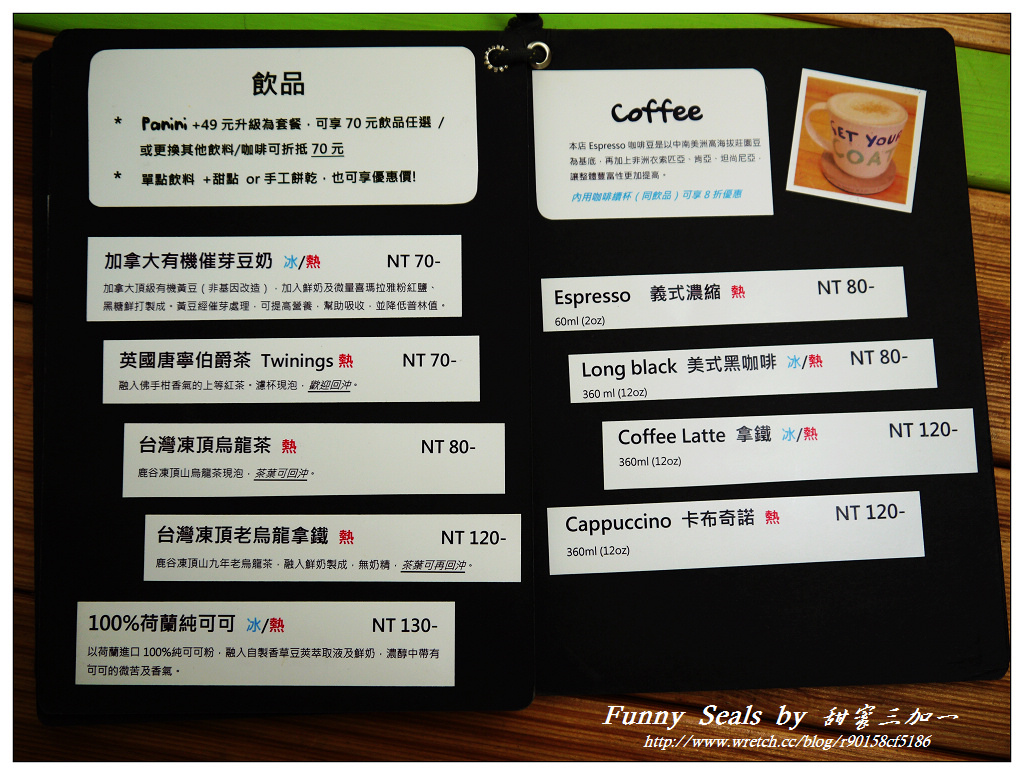 飲品
* Panini +49 元升級為套餐，可享 70 元飲品任選 /
或更換其他飲料/咖啡可折抵 70 元
* 單點飲料 +甜點 or 手工餅乾，也可享優惠價!
加拿大有機催芽豆奶 冰/熱 NT 70-
加拿大頂級有機黃豆（非基因改造），加入鮮奶及微量喜瑪拉雅粉紅鹽、
黑糖鮮打製成。黃豆經催芽處理，可提高營養，幫助吸收，並降低普林值。
英國唐寧伯爵茶 Twinings 熱 NT 70-
融入佛手柑香氣的上等紅茶。濾杯現泡，歡迎回沖。
台灣凍頂烏龍茶 熱 NT 80-
鹿谷凍頂山烏龍茶現泡，茶葉可回沖。
台灣凍頂老烏龍拿鐵 熱 NT 120-
鹿谷凍頂山九年老烏龍茶，融入鮮奶製成，無奶精，茶葉可再回沖。
100%荷蘭純可可 冰/熱 NT 130-
以荷蘭進口 100%純可可粉，融入自製香草豆莢萃取液及鮮奶，濃醇中帶有
可可的微苦及香氣。
Coffee
本店 Espresso 咖啡豆是以中南美洲高海拔莊園豆
為基底，再加上非洲衣索匹亞、肯亞、坦尚尼亞，
讓整體豐富性更加提高。
內用咖啡續杯（同飲品）可享 8 折優惠
GET YOUR
COAT
Espresso 義式濃縮 熱 NT 80-
60ml (2oz)
Long black 美式黑咖啡 冰/熱 NT 80-
360 ml (12oz)
Coffee Latte 拿鐵 冰/熱 NT 120-
360ml (12oz)
Cappuccino 卡布奇諾 熱 NT 120-
360ml (12oz)
Funny Seals by 甜蜜三加一
http://www.wretch.cc/blog/r90158cf5186